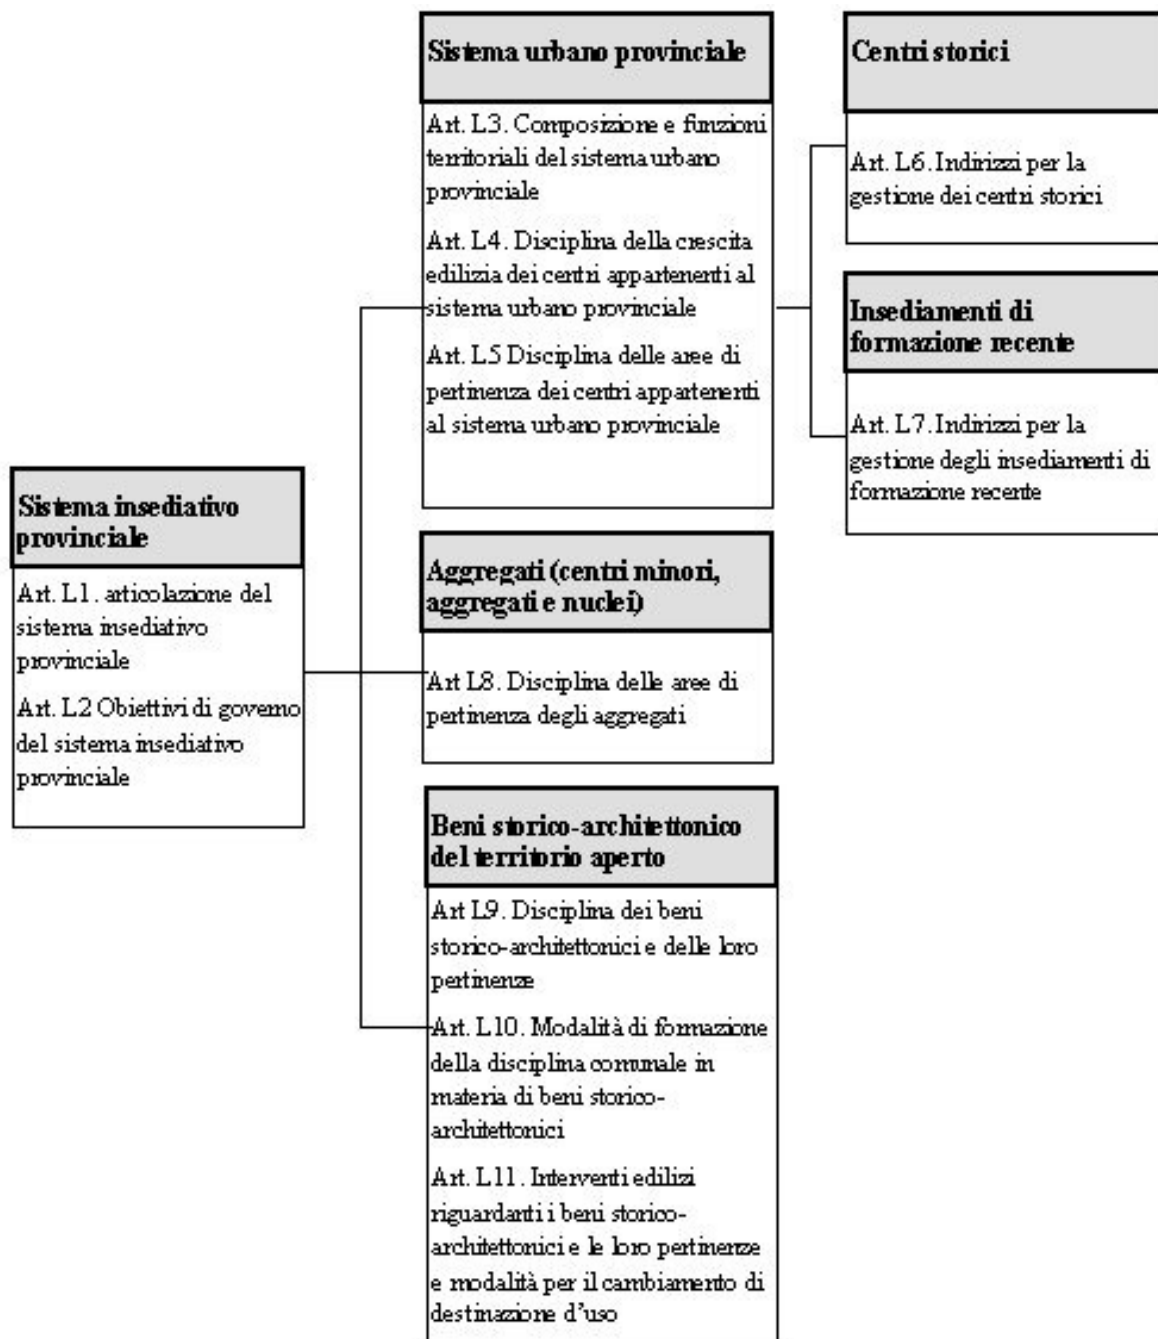 Sistema insediativo
provinciale
Art. L1. articolazione del
sistema insediativo
provinciale
Art. L2 Obiettivi di governo
del sistema insediativo
provinciale
Sistema urbano provinciale
Art. L3. Composizione e funzioni
territoriali del sistema urbano
provinciale
Art. L4. Disciplina della crescita
edilizia dei centri appartenenti al
sistema urbano provinciale
Art. L5 Disciplina delle aree di
pertinenza dei centri appartenenti
al sistema urbano provinciale
Centri storici
Art. L6. Indirizzi per la
gestione dei centri storici
Insediamenti di
formazione recente
Art. L7. Indirizzi per la
gestione degli insediamenti di
formazione recente
Aggregati (centri minori,
aggregati e nuclei)
Art L8. Disciplina delle aree di
pertinenza degli aggregati
Beni storico-architettonico
del territorio aperto
Art L9. Disciplina dei beni
storico-architettonici e delle loro
pertinenze
Art. L10. Modalità di formazione
della disciplina comunale in
materia di beni storico-
architettonici
Art. L11. Interventi edilizi
riguardanti i beni storico-
architettonici e le loro pertinenze
e modalità per il cambiamento di
destinazione d'uso